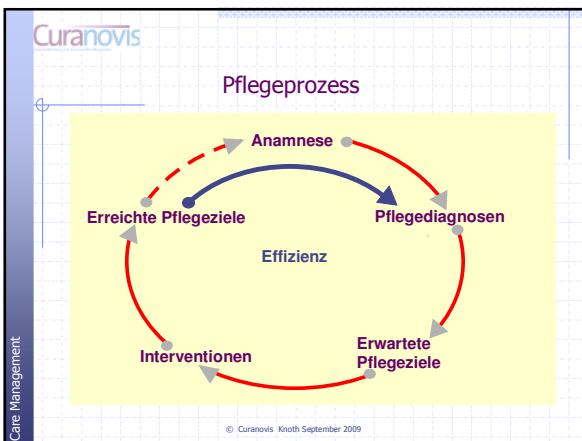 Curanovis
Pflegeprozess
Anamnese
Erreichte Pflegeziele
Pflegediagnosen
Effizienz
Interventionen
Erwartete
Pflegeziele
Care Management
© Curanovis Knoth September 2009